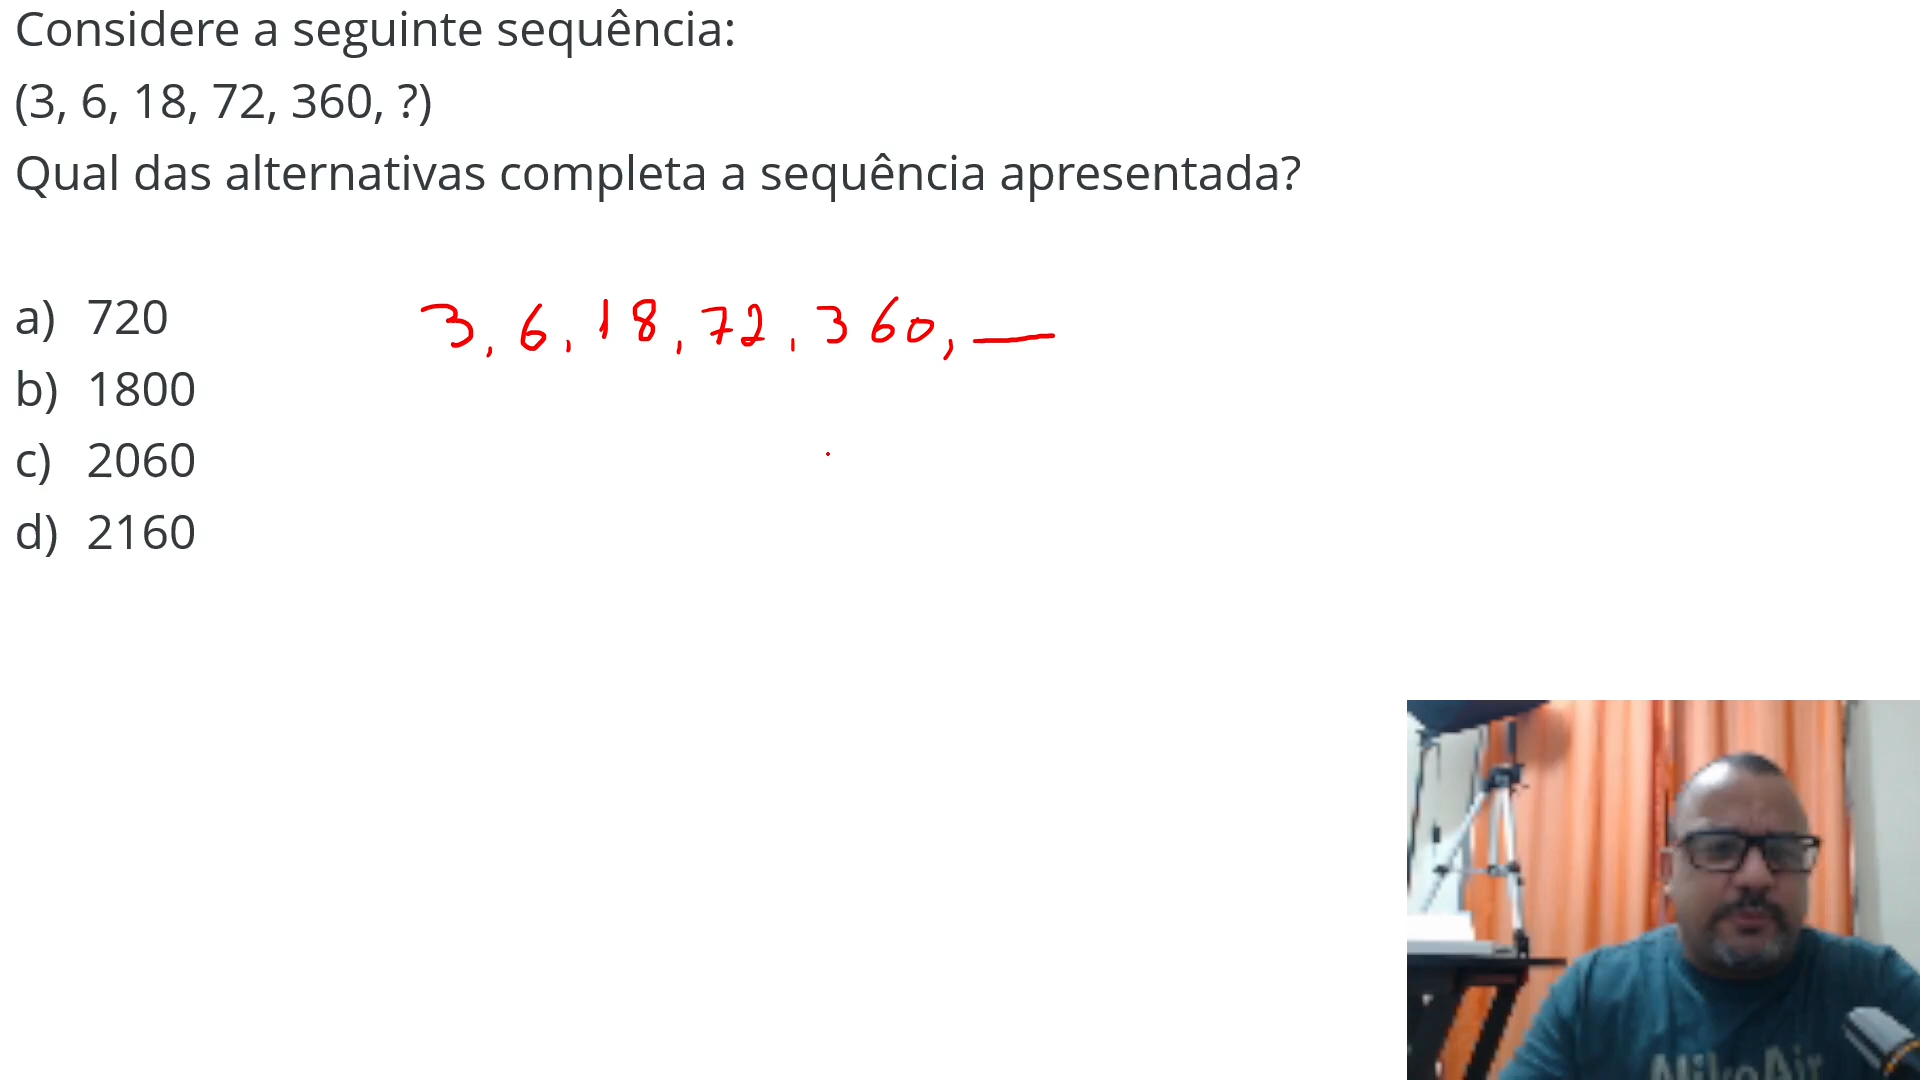 Considere a seguinte sequência:
(3, 6, 18, 72, 360, ?)
Qual das alternativas completa a sequência apresentada?
a) 720
3, 6, 18, 72, 360, __
b) 1800
c) 2060
d) 2160